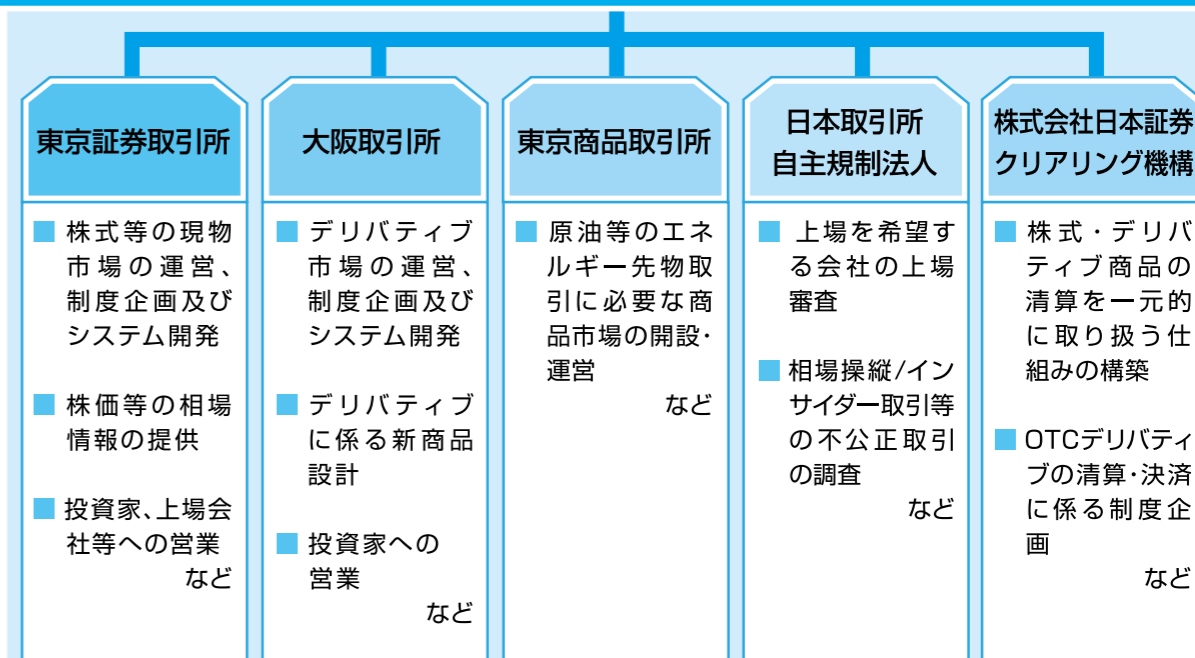 東京証券取引所
株式等の現物
市場の運営、
制度企画及び
システム開発
株価等の相場
情報の提供
投資家、上場会
社等への営業
など
大阪取引所
デリバティブ
市場の運営、
制度企画及び
システム開発
デリバティブ
に係る新商品
設計
投資家への
営業
など
東京商品取引所
原油等のエネ
ルギー先物取
引に必要な商
品市場の開設・
運営
など
日本取引所
自主規制法人
上場を希望す
る会社の上場
審査
相場操縦/イン
サイダー取引等
の不公正取引
の調査
など
株式会社日本証券
クリアリング機構
株式・デリバ
ティブ商品の
清算を一元的
に取り扱う仕
組みの構築
OTCデリバティ
ブの清算・決済
に係る制度企
画
など